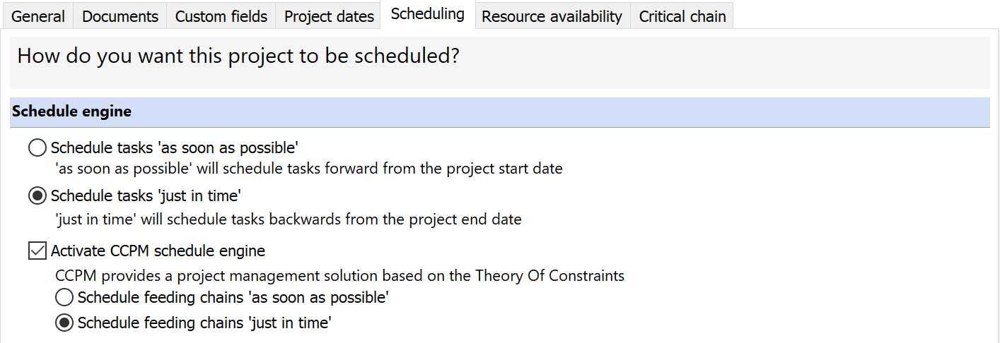 General Documents Custom fields Project dates Scheduling Resource availability Critical chain
How do you want this project to be scheduled?
Schedule engine
Schedule tasks 'as soon as possible'
'as soon as possible' will schedule tasks forward from the project start date
Schedule tasks 'just in time'
'just in time' will schedule tasks backwards from the project end date
Activate CCPM schedule engine
CCPM provides a project management solution based on the Theory Of Constraints
Schedule feeding chains 'as soon as possible'
Schedule feeding chains 'just in time'